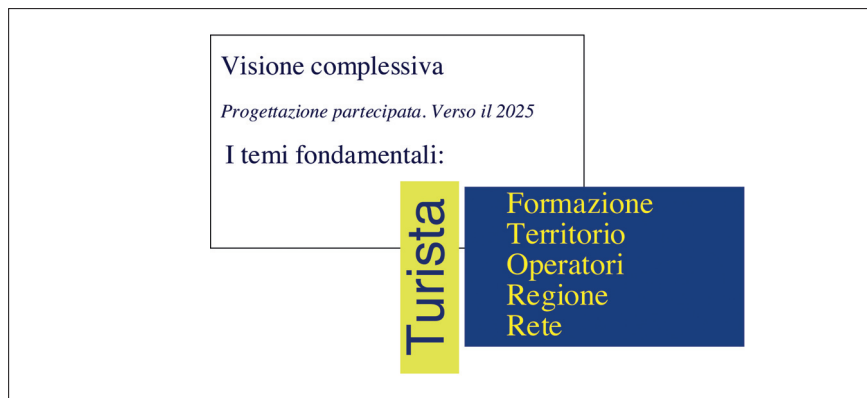 Visione complessiva
Progettazione partecipata. Verso il 2025
I temi fondamentali:
Turista
Formazione
Territorio
Operatori
Regione
Rete